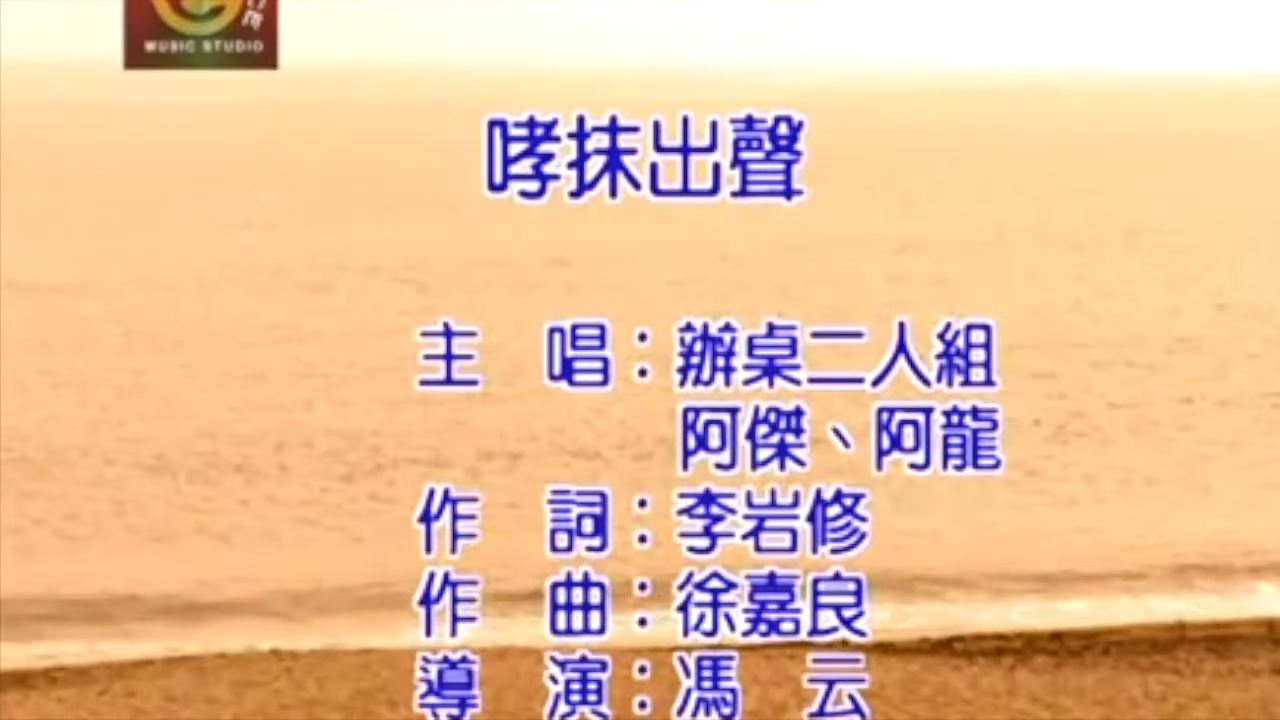 MUSIC STUDIO
哮抹出聲
主 唱：辦桌二人組
阿傑、阿龍
作 詞：李岩修
作 曲：徐嘉良
導 演：馮 云